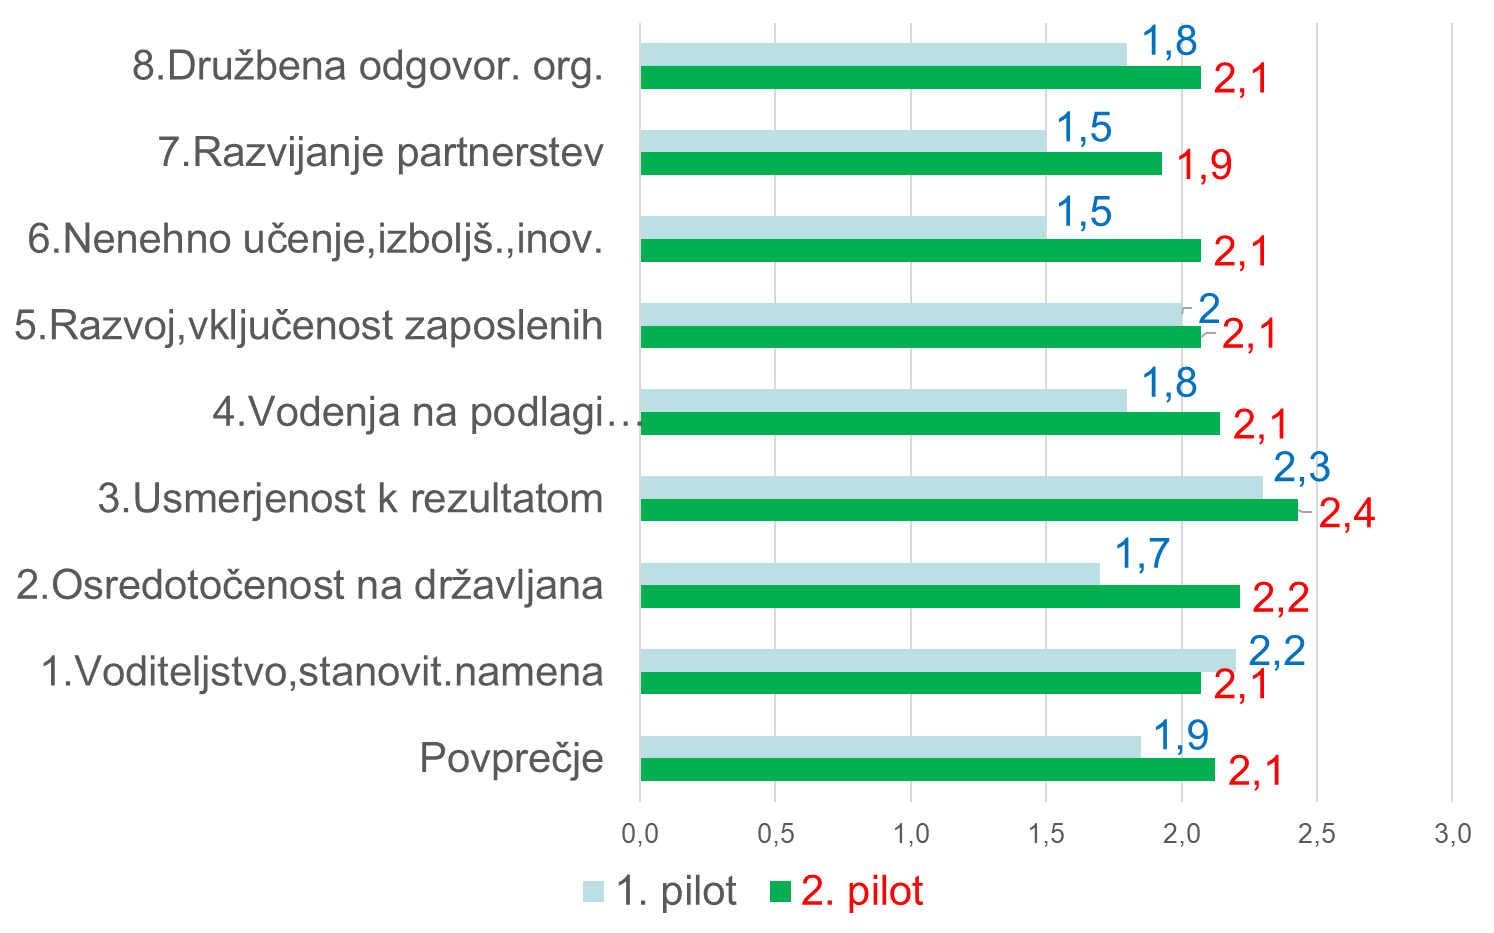 8.Družbena odgovor. org.
1,8
2,1
7.Razvijanje partnerstev
1,5
1,9
6.Nenehno učenje,izboljš.,inov.
1,5
2,1
5.Razvoj,vključenost zaposlenih
2
2,1
4.Vodenja na podlagi…
1,8
2,1
3.Usmerjenost k rezultatom
2,3
2,4
2.Osredotočenost na državljana
1,7
2,2
1.Voditeljstvo,stanovit.namena
2,2
2,1
Povprečje
1,9
2,1
0,0 0,5 1,0 1,5 2,0 2,5 3,0
1. pilot 2. pilot